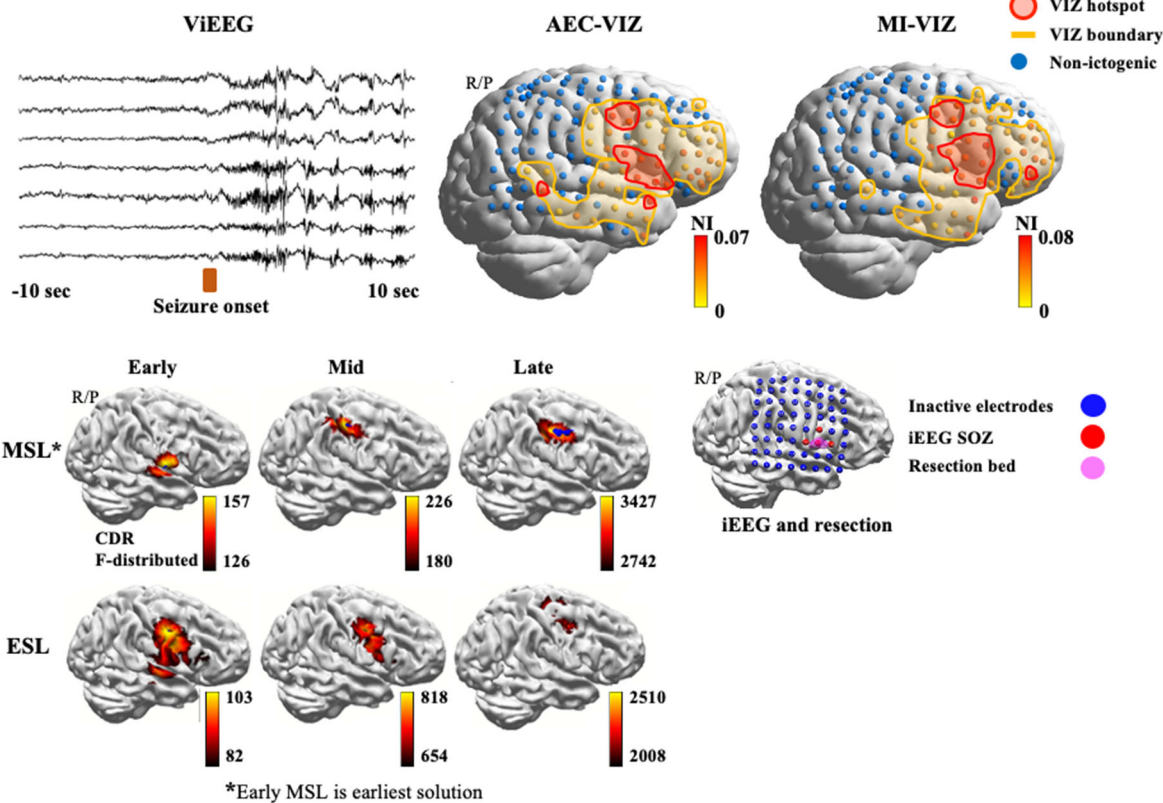 ViEEG
AEC-VIZ
MI-VIZ
VIZ hotspot
VIZ boundary
Non-ictogenic
R/P
R/P
NI
0.07
0
NI
0.08
0
-10 sec
10 sec
Seizure onset
Early
Mid
Late
R/P
MSL*
157
126
CDR
F-distributed
226
180
3427
2742
R/P
Inactive electrodes
iEEG SOZ
Resection bed
iEEG and resection
ESL
103
82
818
654
2510
2008
*Early MSL is earliest solution